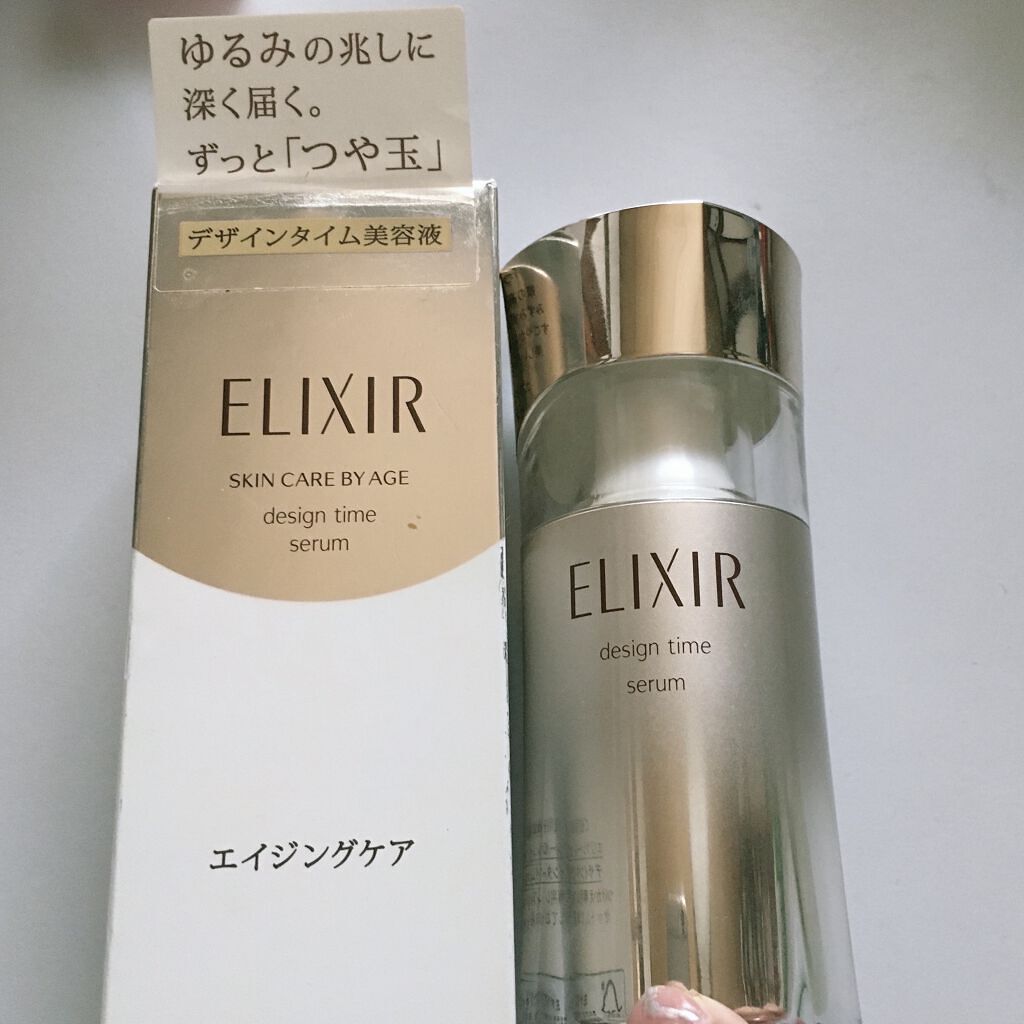 ゆるみの兆しに
深く届く。
ずっと「つや玉」
デザインタイム美容液
ELIXIR
SKIN CARE BY AGE
design time
serum
エイジングケア
ELIXIR
design time
serum